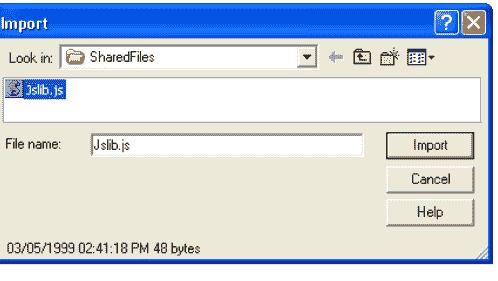 Import
Look in: SharedFiles
Jslib.js
File name: Jslib.js
Import
Cancel
Help
03/05/1999 02:41:18 PM 48 bytes